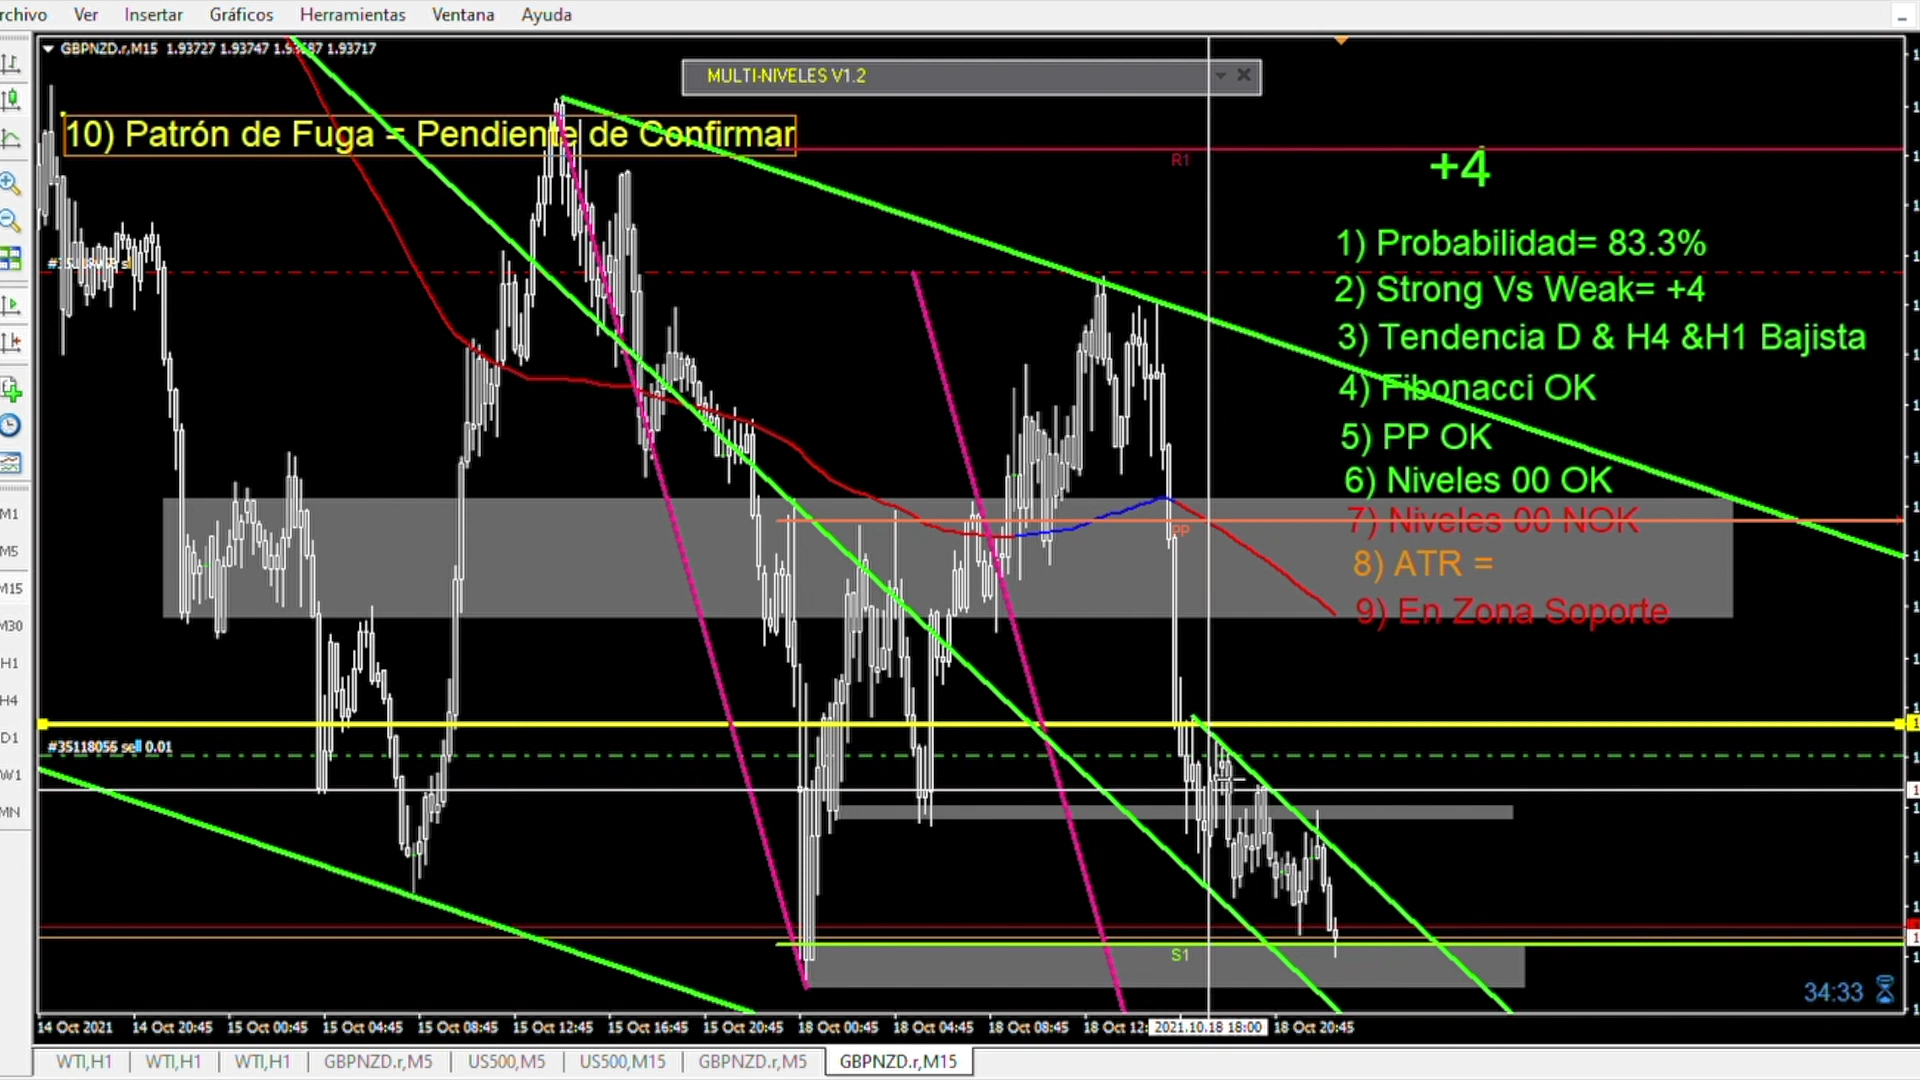 rchivo Ver Insertar Gráficos Herramientas Ventana Ayuda
GBPNZD.r,M15 1.93727 1.93747 1.93687 1.93717
MULTI-NIVELES V1.2
10) Patrón de Fuga = Pendiente de Confirmar
R1
+4
1) Probabilidad= 83.3%
2) Strong Vs Weak= +4
3) Tendencia D & H4 &H1 Bajista
4) Fibonacci OK
5) PP OK
6) Niveles 00 OK
7) Niveles 00 NOK
PP
8) ATR =
9) En Zona Soporte
M1
M5
M15
M30
H1
H4
D1
W1
MN
#35118056 sell 0.01
S1
34:33
14 Oct 2021 14 Oct 20:45 15 Oct 00:45 15 Oct 04:45 15 Oct 08:45 15 Oct 12:45 15 Oct 16:45 15 Oct 20:45 18 Oct 00:45 18 Oct 04:45 18 Oct 08:45 18 Oct 12: 2021.10.18 18:00 18 Oct 20:45
WTI,H1 WTI,H1 WTI,H1 GBPNZD.r,M5 US500,M5 US500,M15 GBPNZD.r,M5 GBPNZD.r,M15